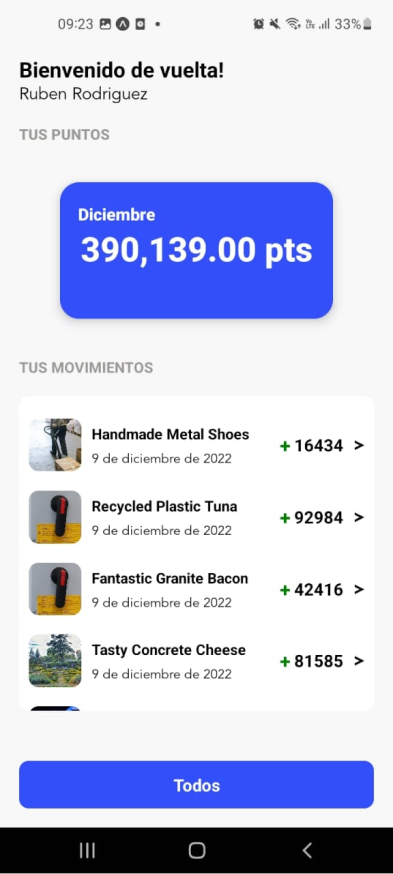 09:23 33%
Bienvenido de vuelta!
Ruben Rodriguez
TUS PUNTOS
Diciembre
390,139.00 pts
TUS MOVIMIENTOS
Handmade Metal Shoes
9 de diciembre de 2022
+ 16434 >
Recycled Plastic Tuna
9 de diciembre de 2022
+ 92984 >
Fantastic Granite Bacon
9 de diciembre de 2022
+ 42416 >
Tasty Concrete Cheese
9 de diciembre de 2022
+ 81585 >
Todos